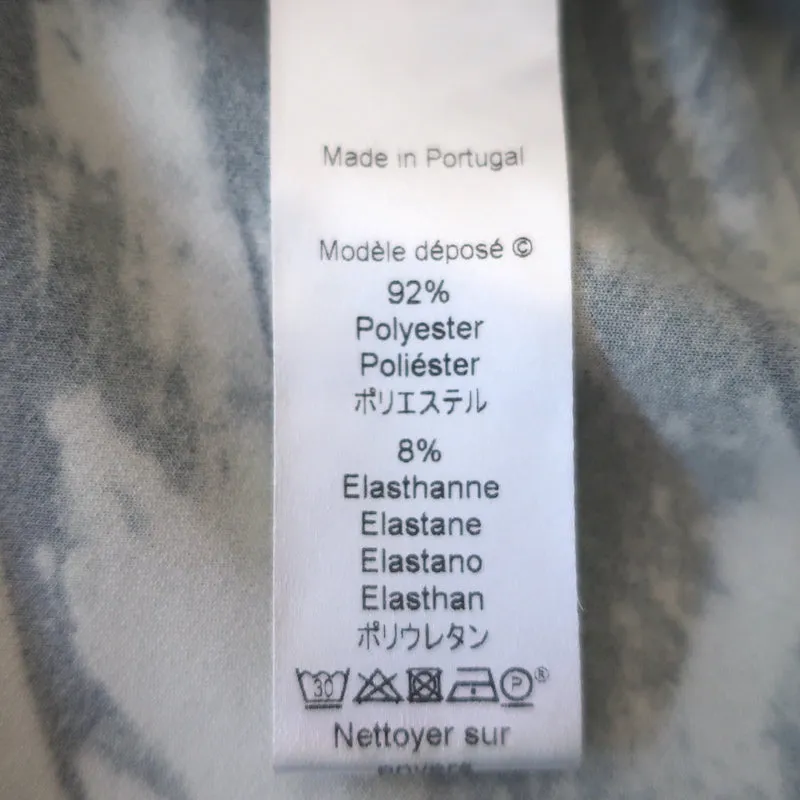 Made in Portugal
Modèle déposé ©
92%
Polyester
Poliéster
ポリエステル
8%
Elasthanne
Elastane
Elastano
Elasthan
ポリウレタン
30 P ®
Nettoyer sur